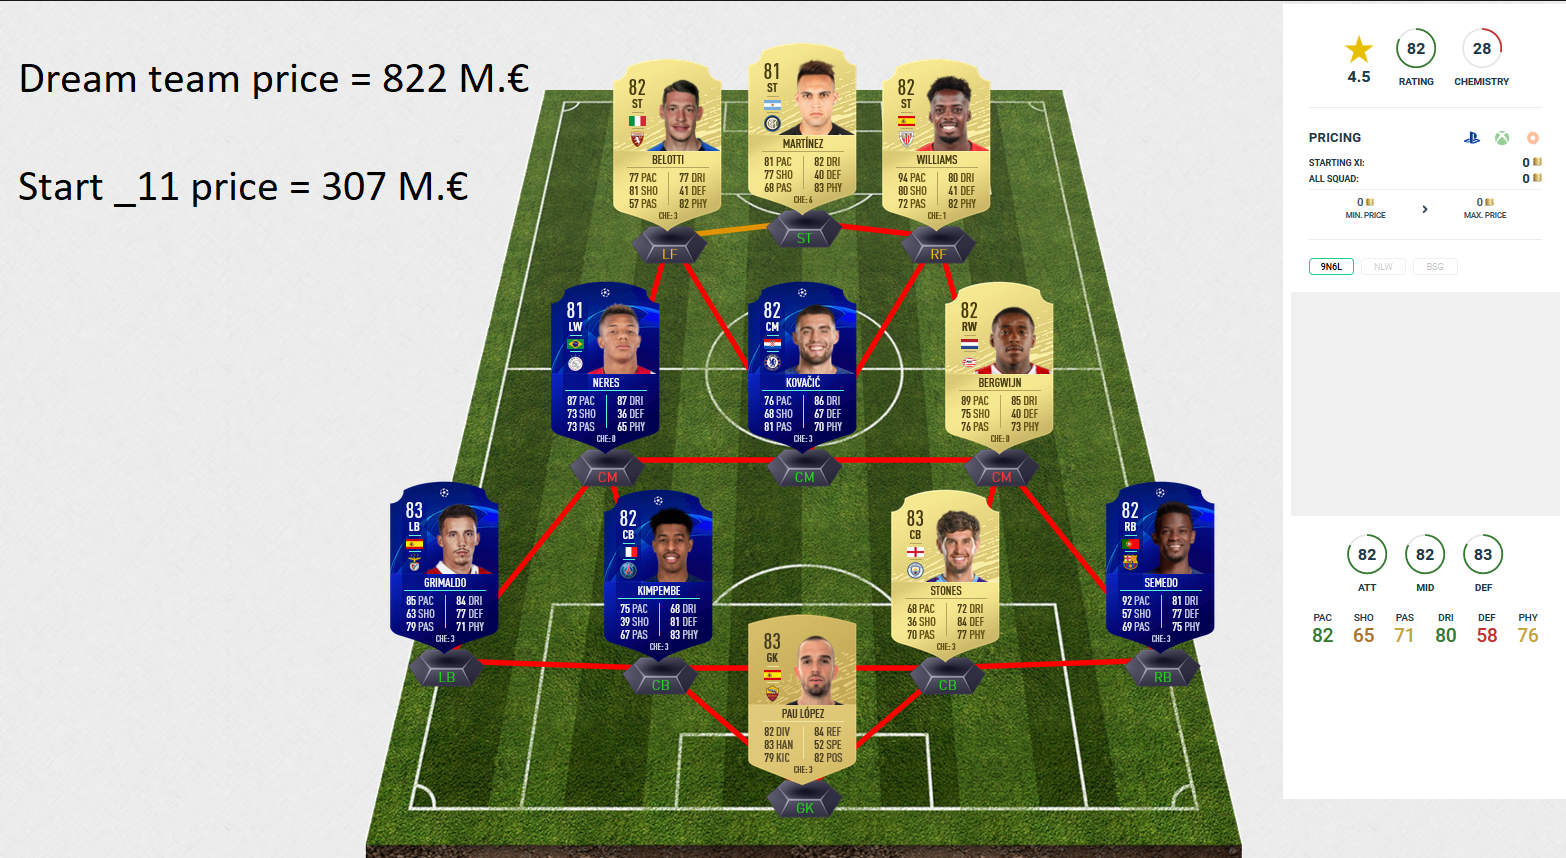 Dream team price = 822 M.€
Start _11 price = 307 M.€
82
ST
BELOTTI
77 PAC 77 DRI
81 SHO 41 DEF
57 PAS 82 PHY
CHE: 3
LF
81
ST
MARTÍNEZ
81 PAC 82 DRI
77 SHO 40 DEF
68 PAS 83 PHY
CHE: 6
ST
82
ST
WILLIAMS
94 PAC 80 DRI
80 SHO 41 DEF
72 PAS 82 PHY
CHE: 1
RF
81
LW
NERES
87 PAC 87 DRI
73 SHO 36 DEF
73 PAS 65 PHY
CHE: 0
CM
82
CM
KOVAČIĆ
76 PAC 86 DRI
68 SHO 67 DEF
81 PAS 70 PHY
CHE: 3
CM
82
RW
BERGWIJN
89 PAC 85 DRI
75 SHO 40 DEF
76 PAS 73 PHY
CHE: 0
CM
83
LB
GRIMALDO
85 PAC 84 DRI
63 SHO 77 DEF
79 PAS 71 PHY
CHE: 3
LB
82
CB
KIMPEMBE
75 PAC 68 DRI
39 SHO 81 DEF
67 PAS 83 PHY
CHE: 3
CB
83
CB
STONES
68 PAC 72 DRI
36 SHO 84 DEF
70 PAS 77 PHY
CHE: 3
CB
82
RB
SEMEDO
92 PAC 81 DRI
57 SHO 77 DEF
69 PAS 75 PHY
CHE: 3
RB
83
GK
PAU LÓPEZ
82 DIV 84 REF
83 HAN 52 SPE
79 KIC 82 POS
CHE: 3
GK
4.5
82
RATING
28
CHEMISTRY
PRICING
STARTING XI: 0
ALL SQUAD: 0
0 0
MIN. PRICE > MAX. PRICE
9N6L NLW BSG
82 82 83
ATT MID DEF
PAC SHO PAS DRI DEF PHY
82 65 71 80 58 76